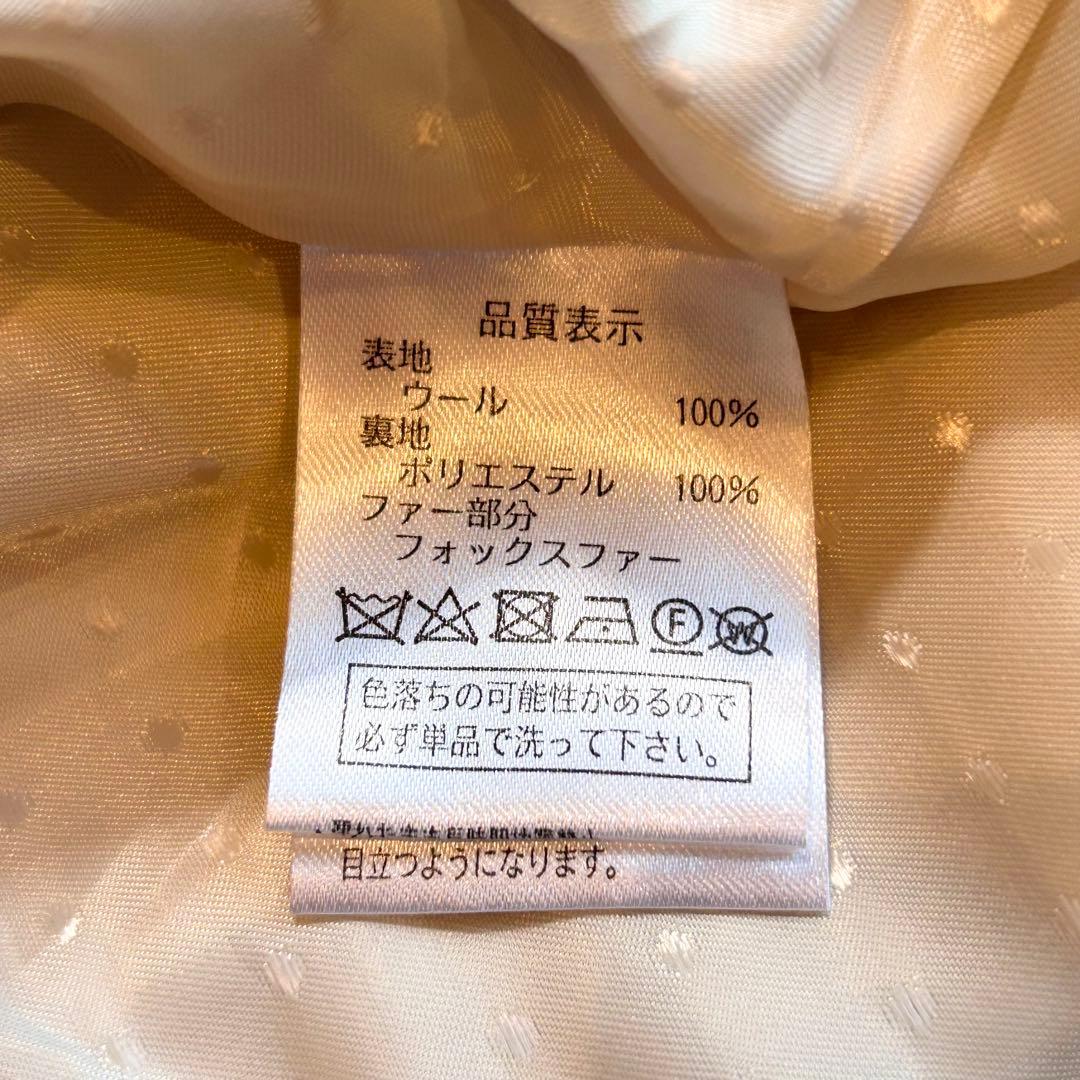 品質表示
表地
ウール 100%
裏地
ポリエステル 100%
ファー部分
フォックスファー
F W
色落ちの可能性があるので
必ず単品で洗って下さい。
目立つようになります。